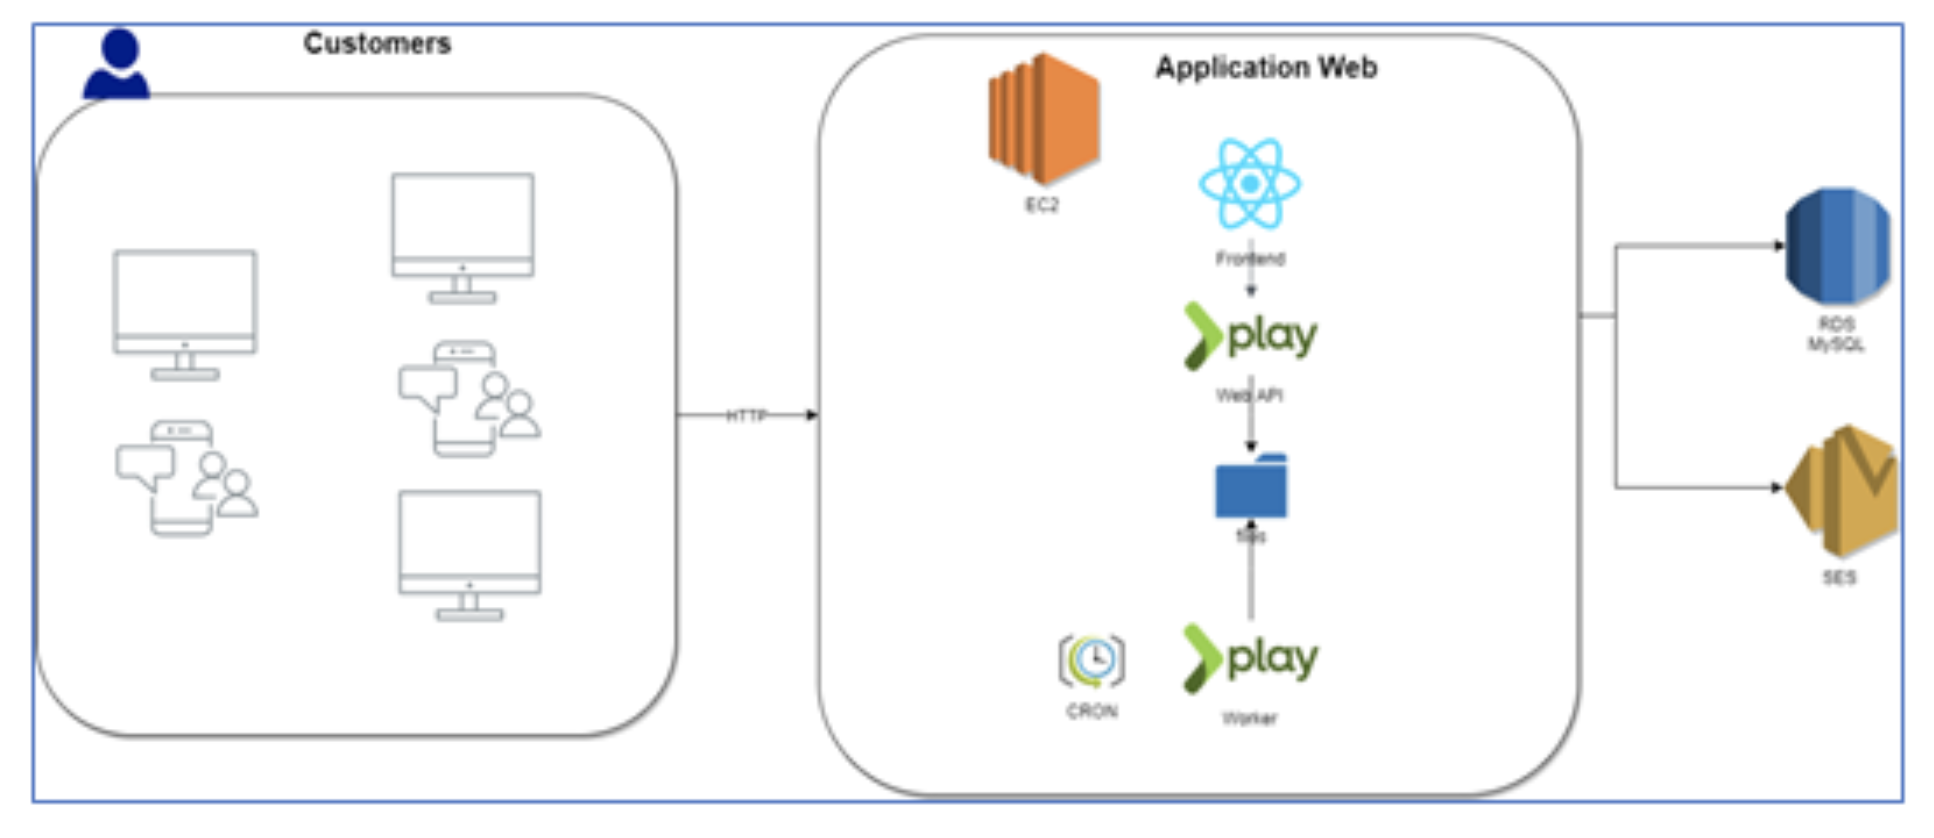 Customers
Application Web
EC2
Frontend
play
Web API
files
play
CRON
Worker
HTTP
RDS
MySQL
SES